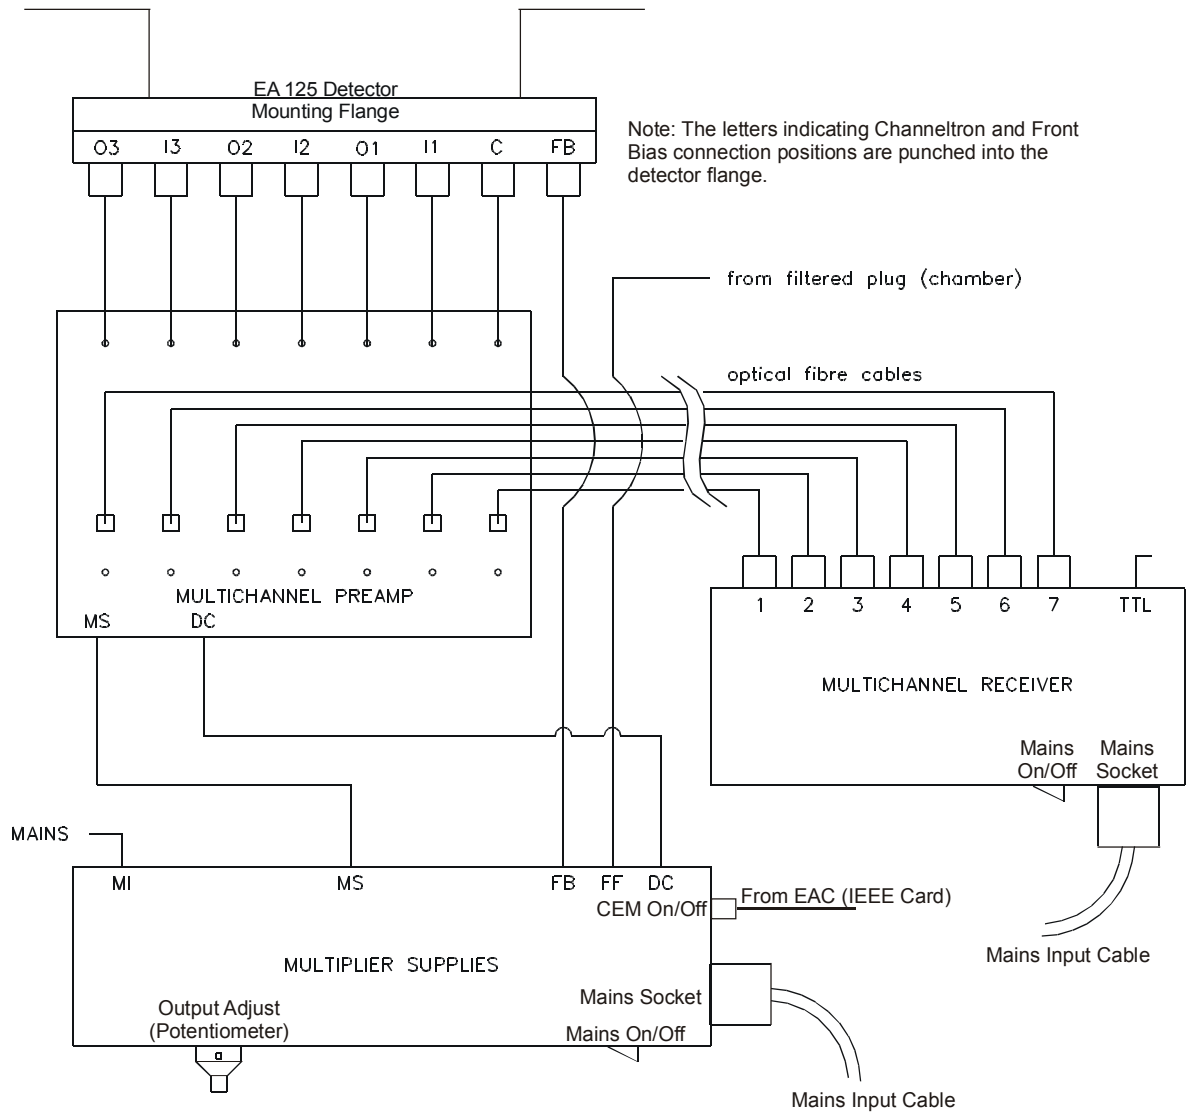 EA 125 Detector
Mounting Flange
O3 I3 O2 I2 O1 I1 C FB
Note: The letters indicating Channeltron and Front
Bias connection positions are punched into the
detector flange.
from filtered plug (chamber)
optical fibre cables
MULTICHANNEL PREAMP
MS DC
1 2 3 4 5 6 7 TTL
MULTICHANNEL RECEIVER
Mains
On/Off
Mains
Socket
Mains Input Cable
MAINS
MI MS FB FF DC
CEM On/Off
From EAC (IEEE Card)
MULTIPLIER SUPPLIES
Mains Socket
Output Adjust
(Potentiometer)
Mains On/Off
a
Mains Input Cable